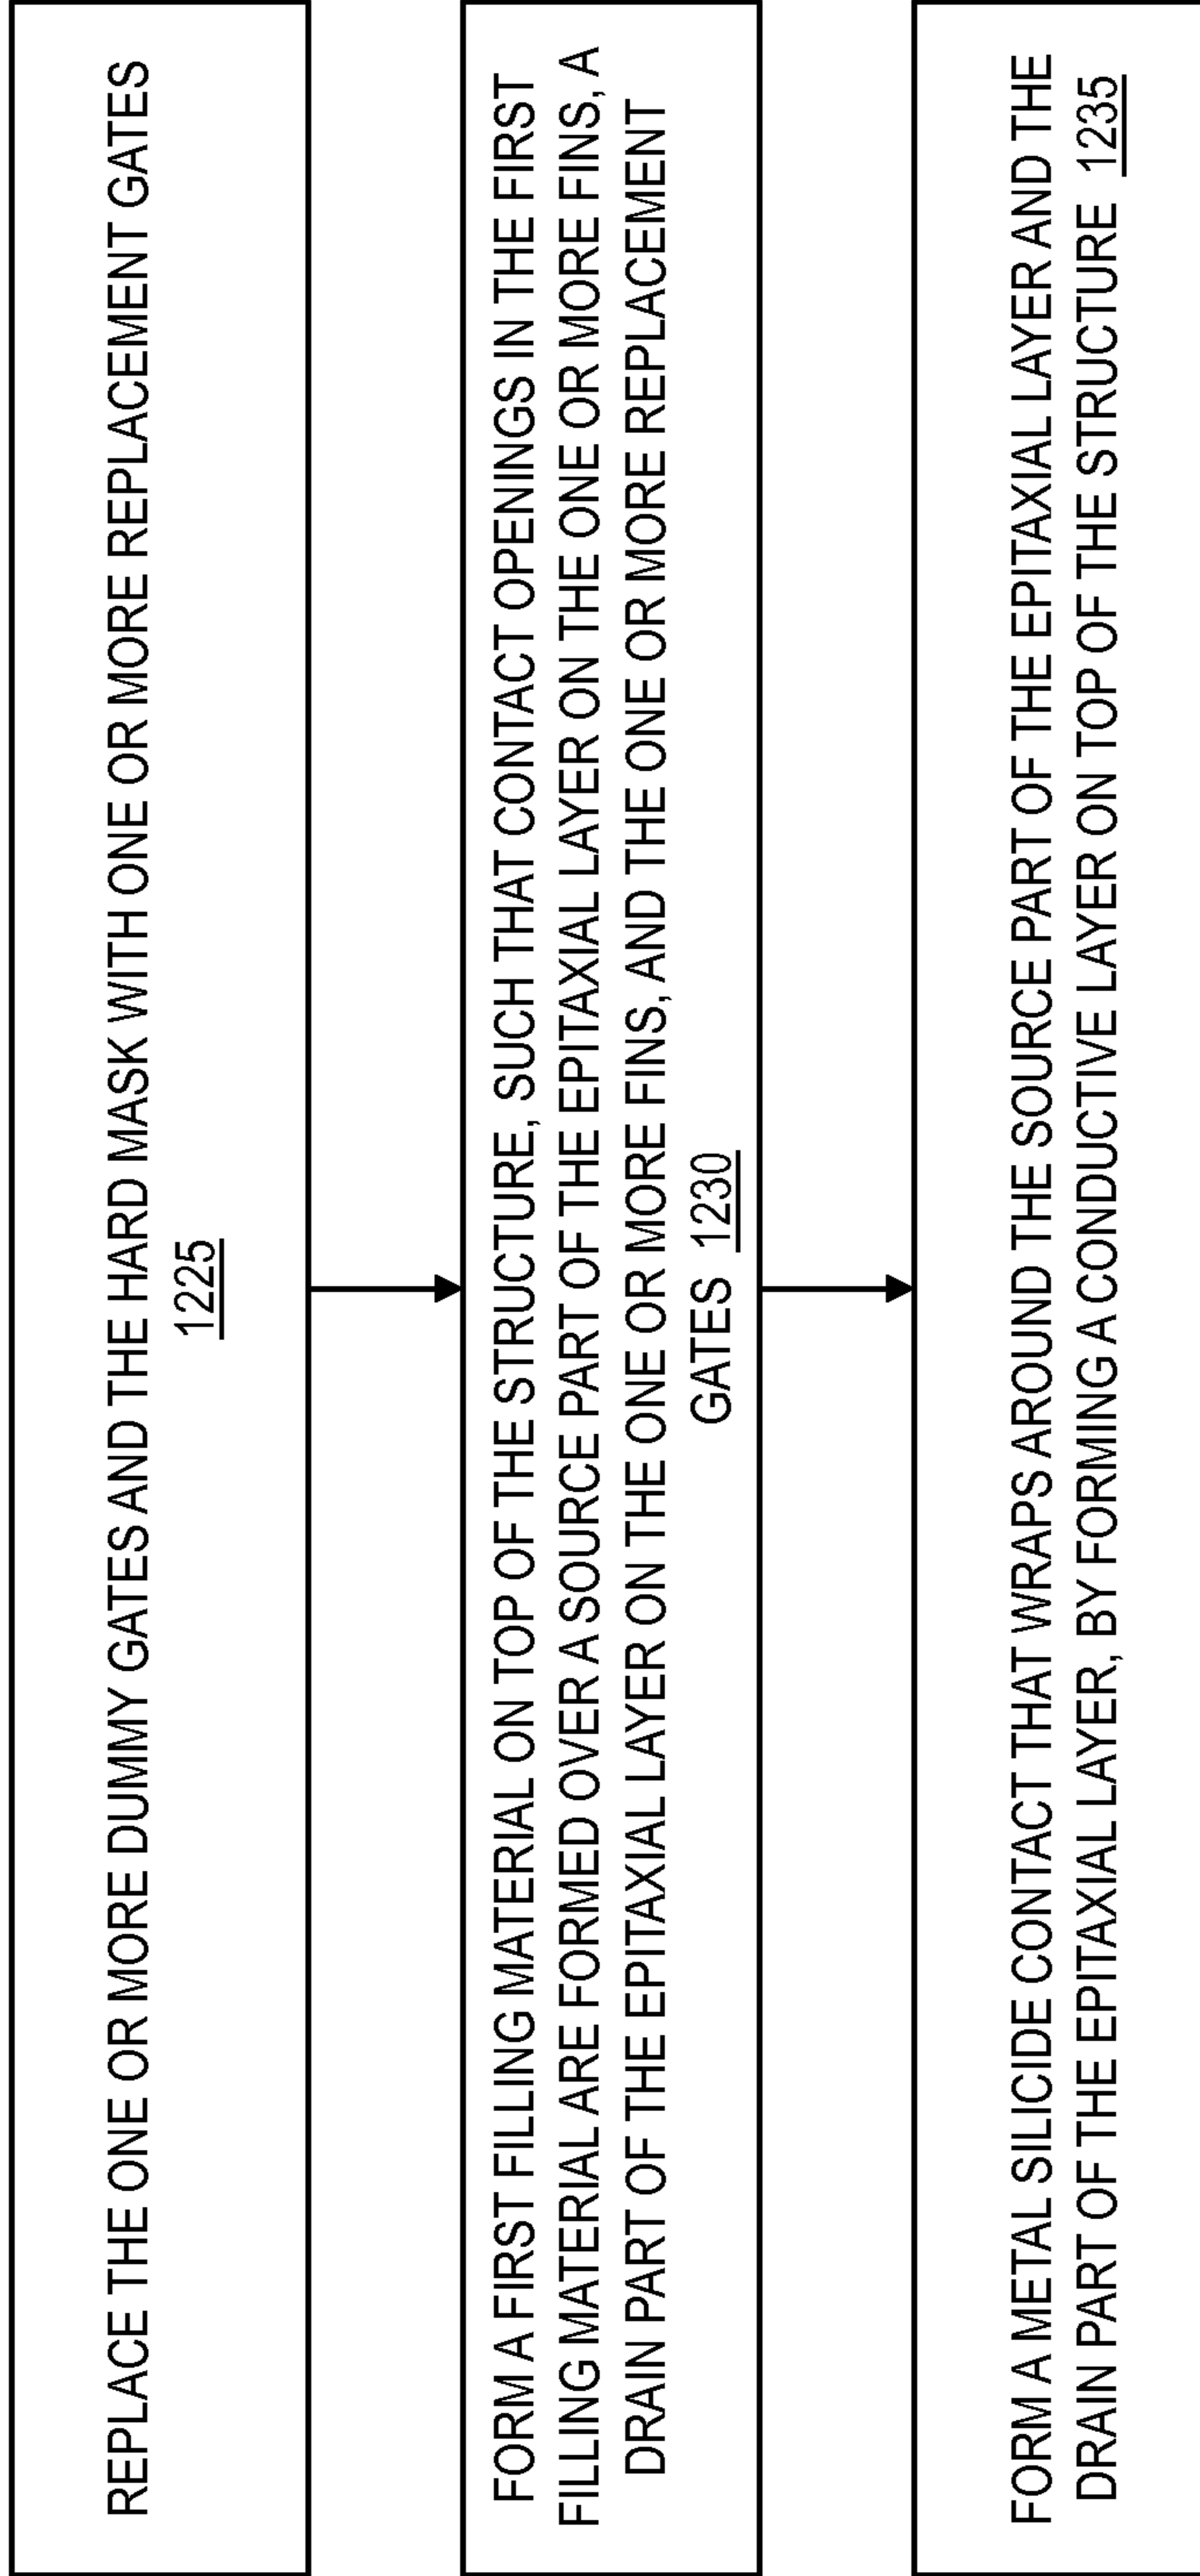 REPLACE THE ONE OR MORE DUMMY GATES AND THE HARD MASK WITH ONE OR MORE REPLACEMENT GATES
1225
FORM A FIRST FILLING MATERIAL ON TOP OF THE STRUCTURE, SUCH THAT CONTACT OPENINGS IN THE FIRST
FILLING MATERIAL ARE FORMED OVER A SOURCE PART OF THE EPITAXIAL LAYER ON THE ONE OR MORE FINS, A
DRAIN PART OF THE EPITAXIAL LAYER ON THE ONE OR MORE FINS, AND THE ONE OR MORE REPLACEMENT
GATES 1230
FORM A METAL SILICIDE CONTACT THAT WRAPS AROUND THE SOURCE PART OF THE EPITAXIAL LAYER AND THE
DRAIN PART OF THE EPITAXIAL LAYER, BY FORMING A CONDUCTIVE LAYER ON TOP OF THE STRUCTURE 1235